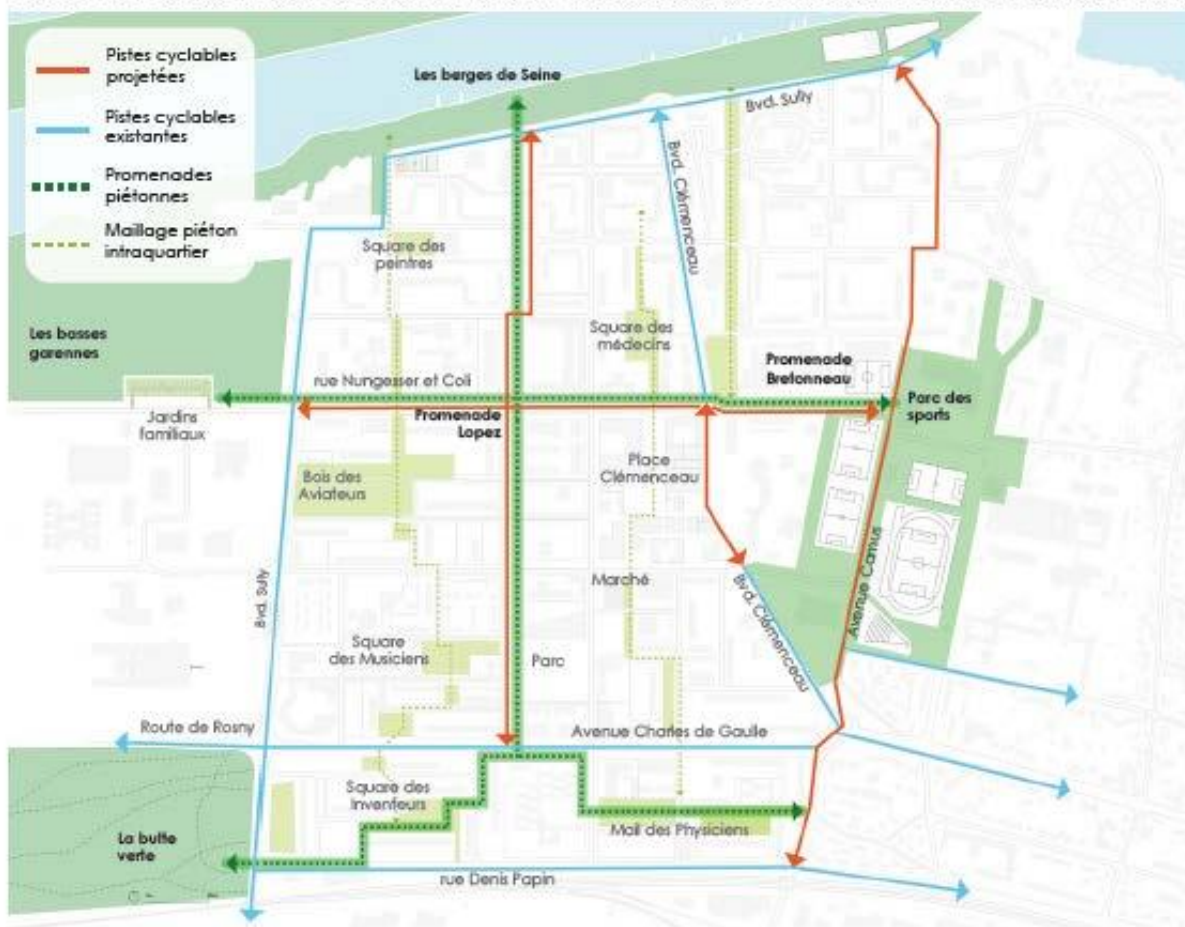 Pistes cyclables
projetées
Pistes cyclables
existantes
Promenades
piétonnes
Maillage piéton
intraquartier
Les berges de Seine
Bvd. Sully
Bvd. Clémenceau
Square des
peintres
Square des
médecins
Les basses
garennes
Promenade
Bretonneau
rue Nungesser et Coli
Jardins
familiaux
Promenade
Lopez
Parc des
sports
Place
Clémenceau
Bois des
Aviateurs
Bvd. Sully
Marché
Bvd. Clémenceau
Avenue Camus
Square
des Musiciens
Parc
Route de Rosny
Avenue Charles de Gaulle
Square des
Inventeurs
La butte
verte
Mail des Physiciens
rue Denis Papin